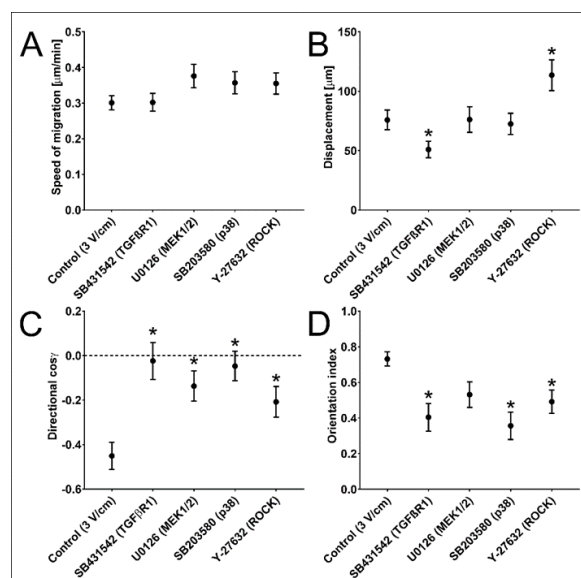 A
Speed of migration [µm/min]
0.5
0.4
0.3
0.2
0.1
0.0
Control (3 V/cm)
SB431542 (TGFßR1)
U0126 (MEK1/2)
SB203580 (p38)
Y-27632 (ROCK)
B
Displacement [µm]
150
100
50
0
*
*
Control (3 V/cm)
SB431542 (TGFßR1)
U0126 (MEK1/2)
SB203580 (p38)
Y-27632 (ROCK)
C
Directional cosγ
0.2
0.0
-0.2
-0.4
-0.6
*
*
*
*
Control (3 V/cm)
SB431542 (TGFβR1)
U0126 (MEK1/2)
SB203580 (p38)
Y-27632 (ROCK)
D
Orientation index
1.0
0.8
0.6
0.4
0.2
0.0
*
*
*
Control (3 V/cm)
SB431542 (TGFßR1)
U0126 (MEK1/2)
SB203580 (p38)
Y-27632 (ROCK)